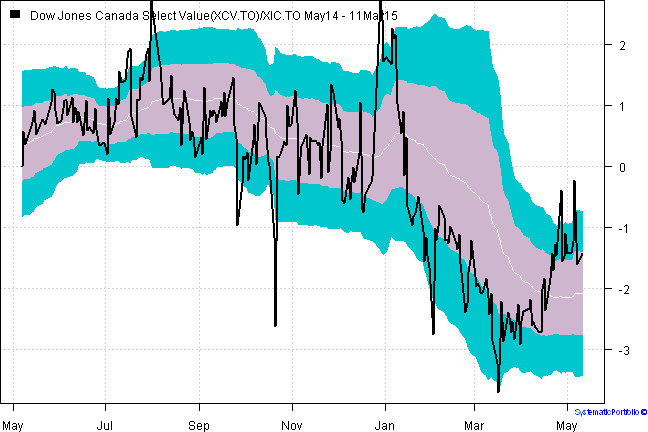 Dow Jones Canada Select Value(XCV.TO)/XIC.TO May14 - 11Mar15
2
1
0
-1
-2
-3
May Jul Sep Nov Jan Mar May
SystematicPortfolio ©